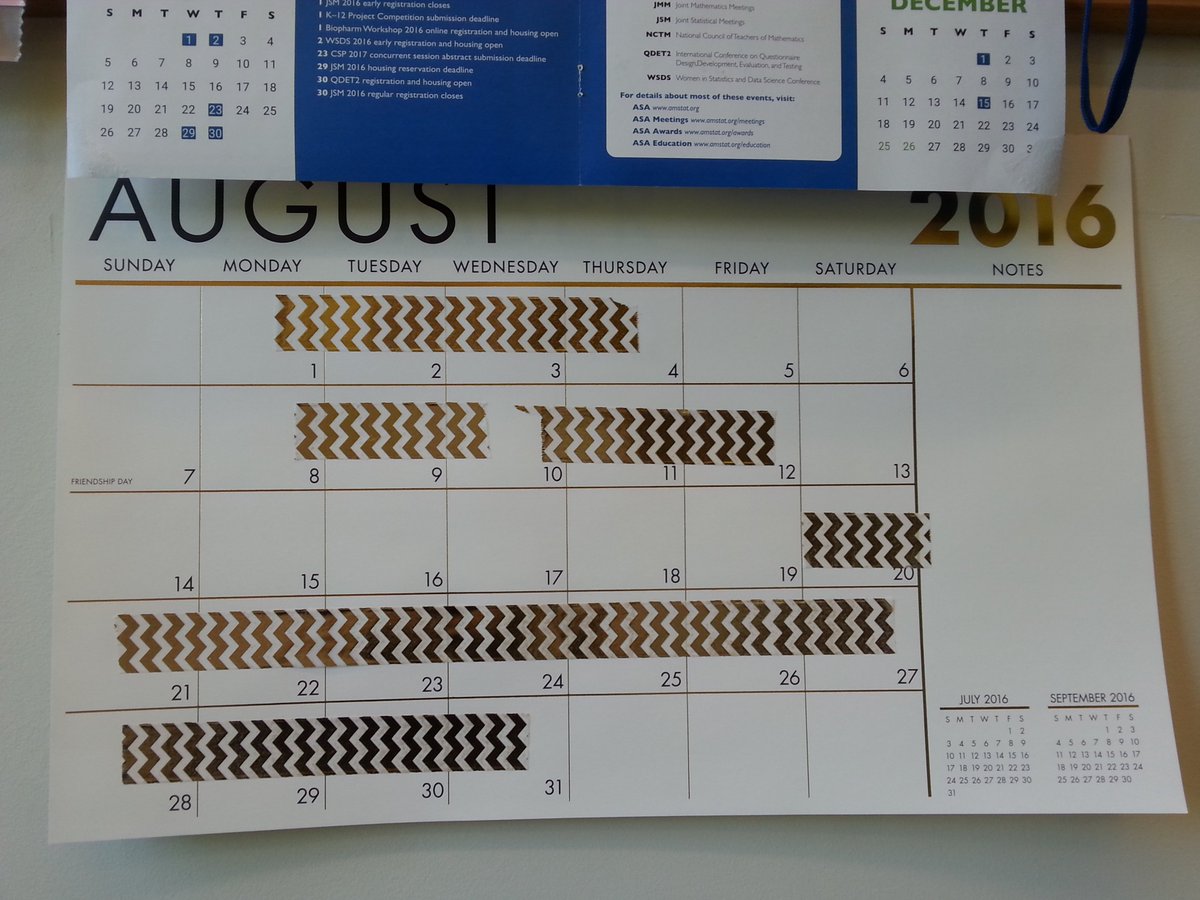 S M T W T F S
1 2 3 4
5 6 7 8 9 10 11
12 13 14 15 16 17 18
19 20 21 22 23 24 25
26 27 28 29 30
1 JSM 2016 early registration closes
1 K–12 Project Competition submission deadline
1 Biopharm Workshop 2016 online registration and housing open
2 WSDS 2016 early registration and housing open
23 CSP 2017 concurrent session abstract submission deadline
29 JSM 2016 housing reservation deadline
30 QDET2 registration and housing open
30 JSM 2016 regular registration closes
JMM Joint Mathematics Meetings
JSM Joint Statistical Meetings
NCTM National Council of Teachers of Mathematics
QDET2 International Conference on Questionnaire
Design, Development, Evaluation, and Testing
WSDS Women in Statistics and Data Science Conference
For details about most of these events, visit:
ASA www.amstat.org
ASA Meetings www.amstat.org/meetings
ASA Awards www.amstat.org/awards
ASA Education www.amstat.org/education
DECEMBER
S M T W T F S
1 2 3
4 5 6 7 8 9 10
11 12 13 14 15 16 17
18 19 20 21 22 23 24
25 26 27 28 29 30
AUGUST 2016
SUNDAY MONDAY TUESDAY WEDNESDAY THURSDAY FRIDAY SATURDAY NOTES
1 2 3 4 5 6
FRIENDSHIP DAY 7 8 9 10 11 12 13
14 15 16 17 18 19 20
21 22 23 24 25 26 27
28 29 30 31
JULY 2016
S M T W T F S
1 2
3 4 5 6 7 8 9
10 11 12 13 14 15 16
17 18 19 20 21 22 23
24 25 26 27 28 29 30
31
SEPTEMBER 2016
S M T W T F S
1 2 3
4 5 6 7 8 9 10
11 12 13 14 15 16 17
18 19 20 21 22 23 24
25 26 27 28 29 30